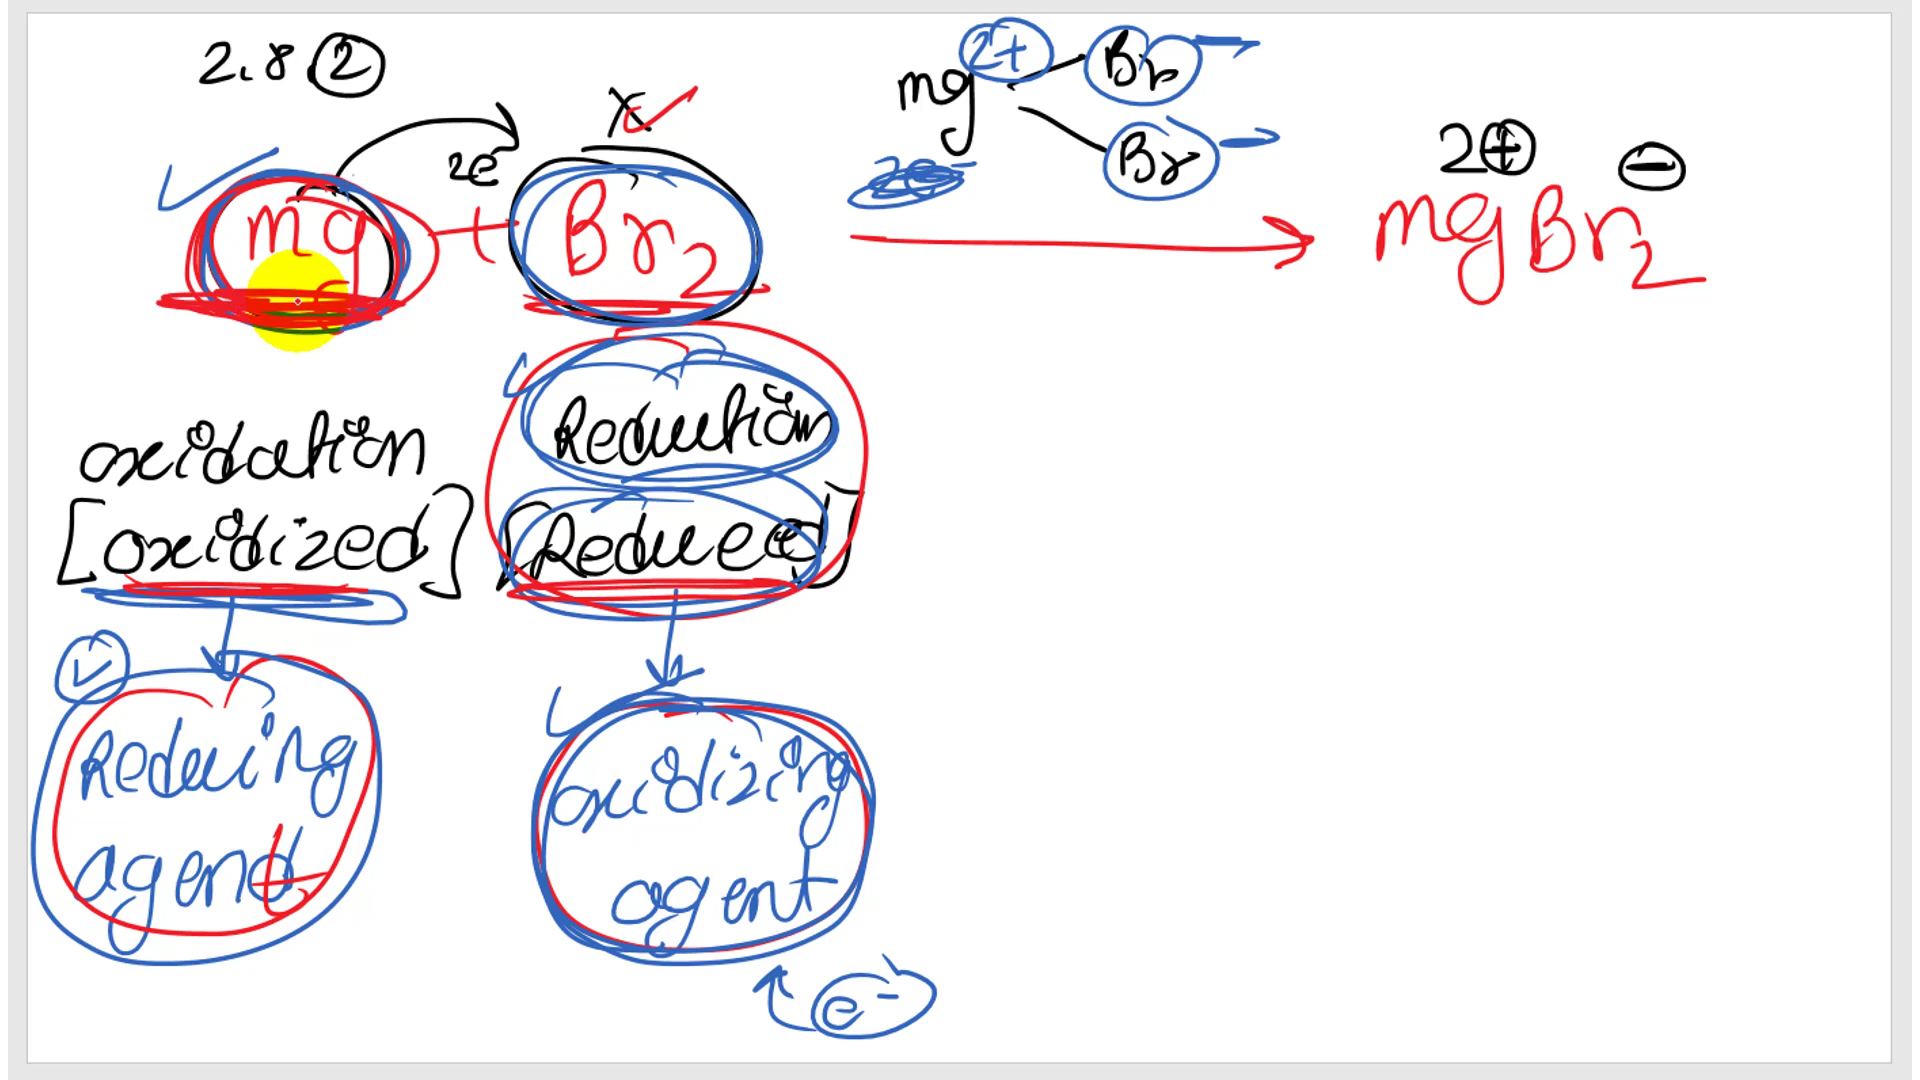 2.8.2
2e⁻
x
mg + Br2 → mgBr2
mg 2+ Br -
Br -
2+ -
oxidation
[oxidized]
Reduction
[Reduced]
Reducing
agent
oxidizing
agent
e-